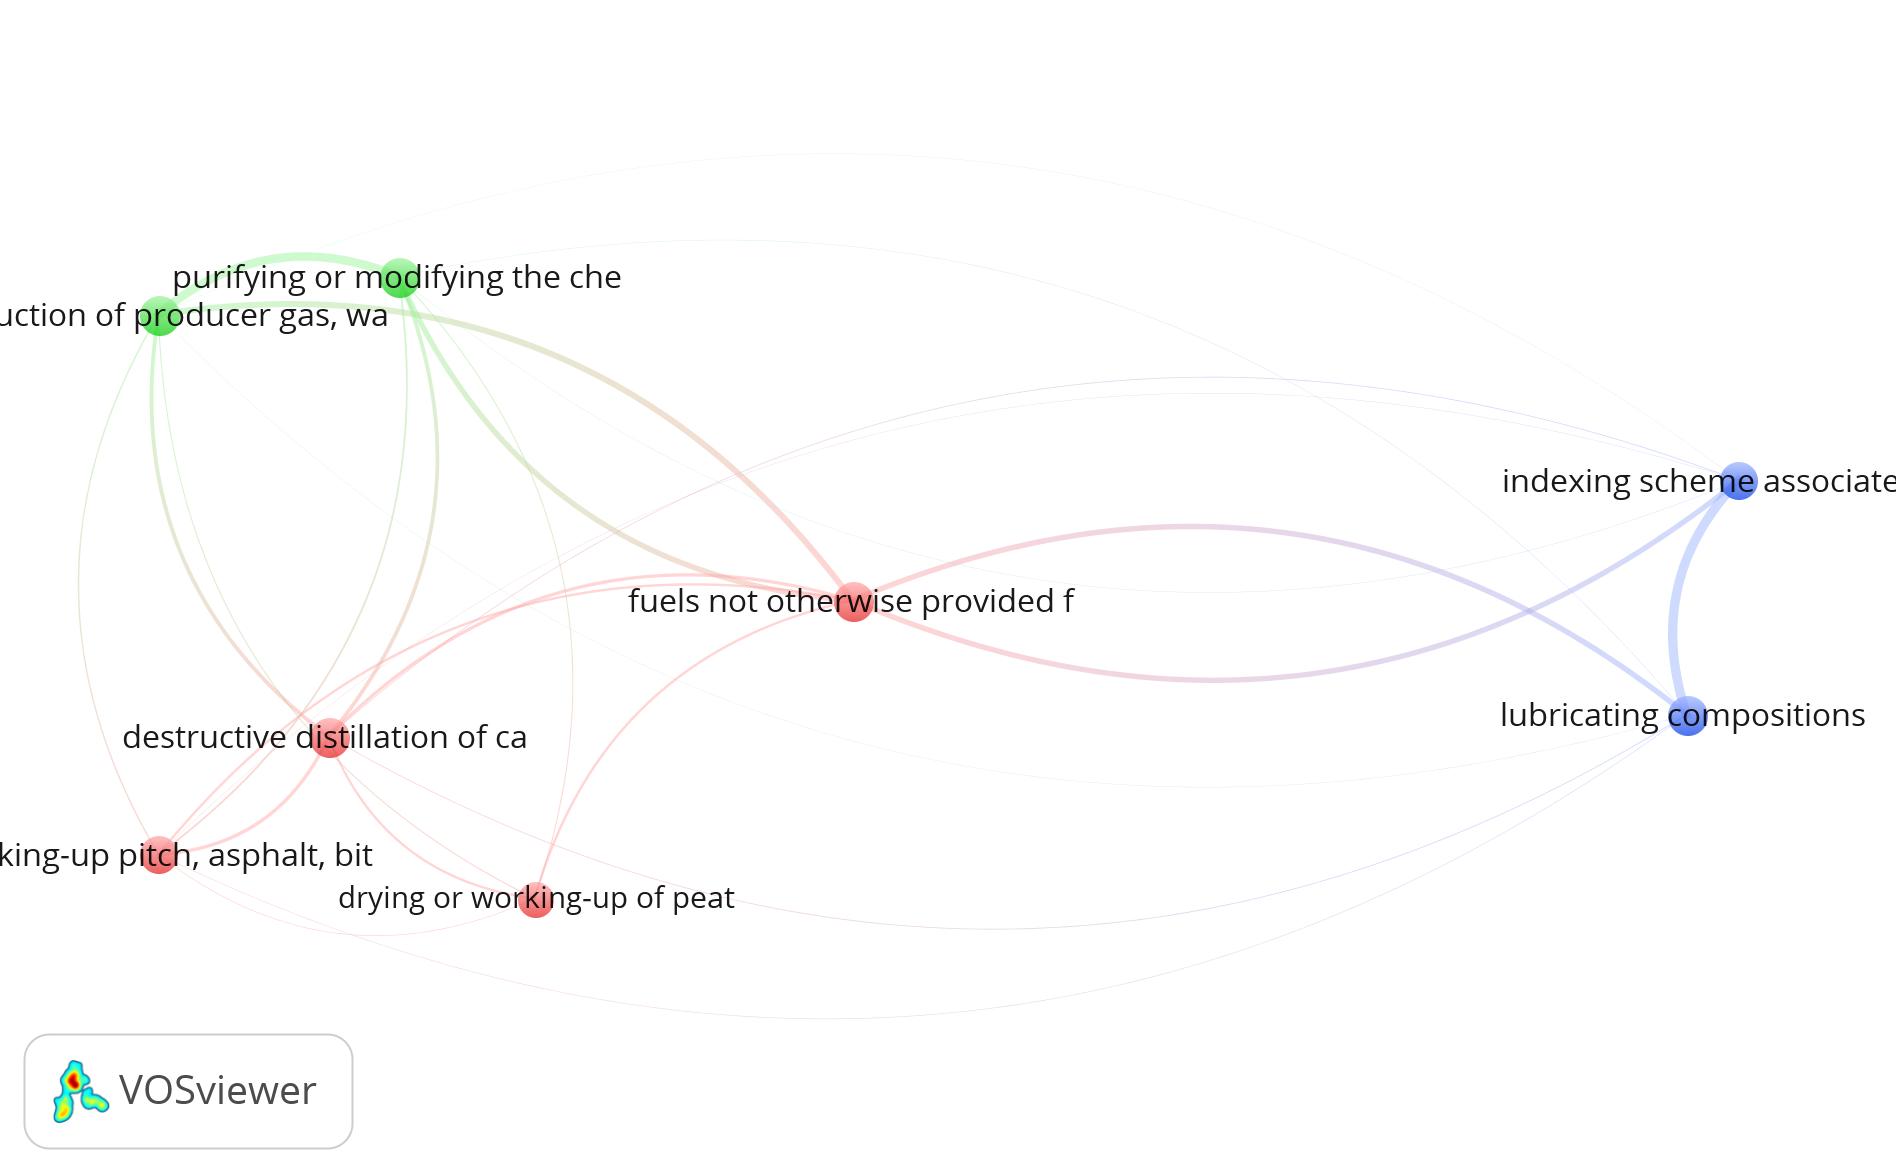 purifying or modifying the che
uction of producer gas, wa
indexing scheme associate
fuels not otherwise provided f
lubricating compositions
destructive distillation of ca
king-up pitch, asphalt, bit
drying or working-up of peat
VOSviewer